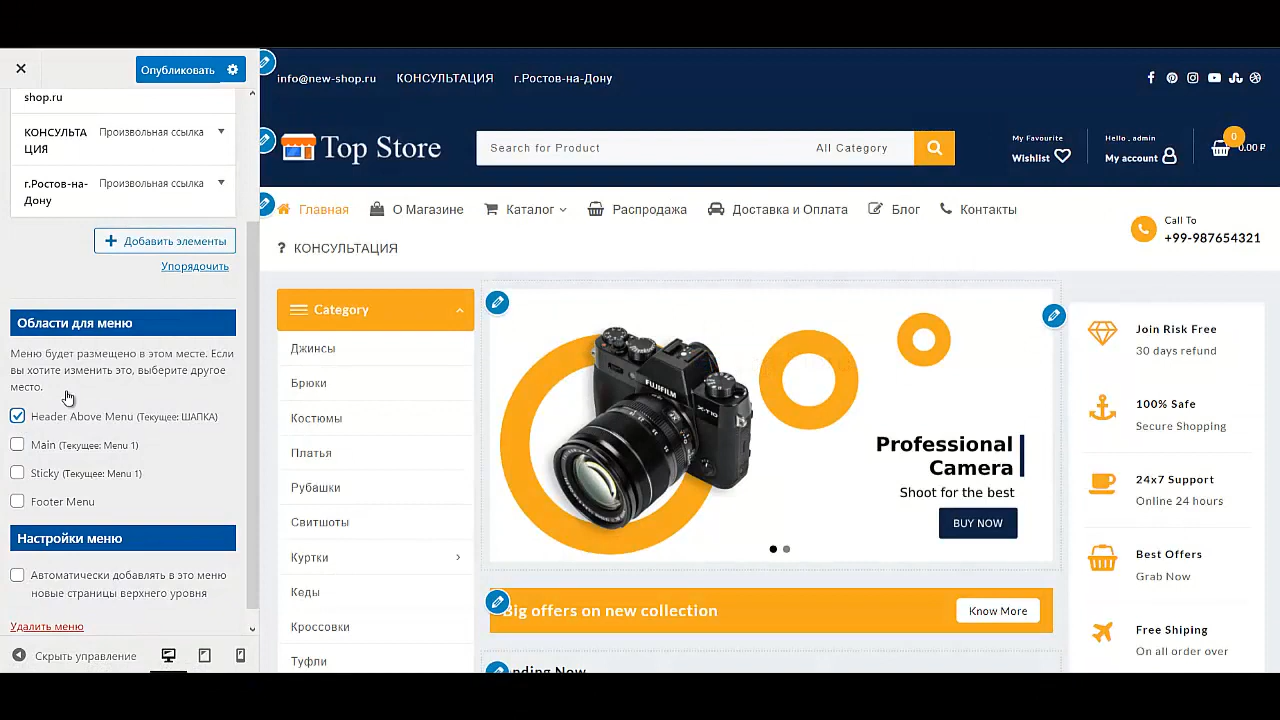 Опубликовать
shop.ru
КОНСУЛЬТА
ЦИЯ
Произвольная ссылка
г.Ростов-на-
Дону
Произвольная ссылка
Добавить элементы
Упорядочить
Области для меню
Меню будет размещено в этом месте. Если
вы хотите изменить это, выберите другое
место.
Header Above Menu (Текущее: ШАПКА)
Main (Текущее: Menu 1)
Sticky (Текущее: Menu 1)
Footer Menu
Настройки меню
Автоматически добавлять в это меню
новые страницы верхнего уровня
Удалить меню
Скрыть управление
info@new-shop.ru
КОНСУЛЬТАЦИЯ
г.Ростов-на-Дону
Top Store
Search for Product
All Category
My Favourite
Wishlist
Hello , admin
My account
0
0.00 ₽
Главная
О Магазине
Каталог
Распродажа
Доставка и Оплата
Блог
Контакты
? КОНСУЛЬТАЦИЯ
Call To
+99-987654321
Category
Джинсы
Брюки
Костюмы
Платья
Рубашки
Свитшоты
Куртки
Кеды
Кроссовки
Туфли
FUJIFILM
X-T10
Professional
Camera
Shoot for the best
BUY NOW
Big offers on new collection
Know More
nding Now
Join Risk Free
30 days refund
100% Safe
Secure Shopping
24x7 Support
Online 24 hours
Best Offers
Grab Now
Free Shiping
On all order over